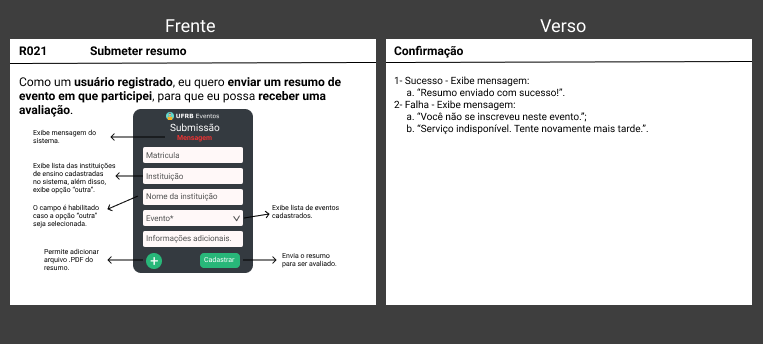 Frente
Verso
R021 Submeter resumo
Como um usuário registrado, eu quero enviar um resumo de
evento em que participei, para que eu possa receber uma
avaliação.
UFRB Eventos
Submissão
Mensagem
Exibe mensagem do
sistema.
Matricula
Exibe lista das instituições
de ensino cadastradas
no sistema, além disso,
exibe opção "outra".
Instituição
Nome da instituição
O campo é habilitado
caso a opção "outra"
seja selecionada.
Evento*
Exibe lista de eventos
cadastrados.
Informações adicionais.
Permite adicionar
arquivo .PDF do
resumo.
+
Cadastrar
Envia o resumo
para ser avaliado.
Confirmação
1- Sucesso - Exibe mensagem:
a. “Resumo enviado com sucesso!”.
2- Falha - Exibe mensagem:
a. “Você não se inscreveu neste evento.”;
b. “Serviço indisponível. Tente novamente mais tarde.”.